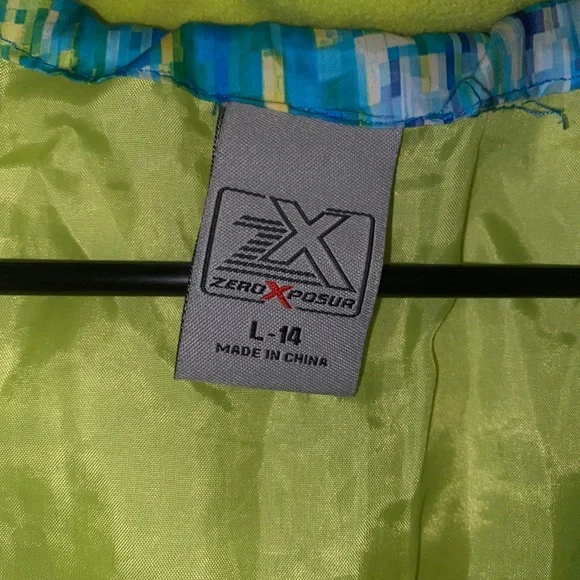 ZX
ZEROXPOSUR
L-14
MADE IN CHINA